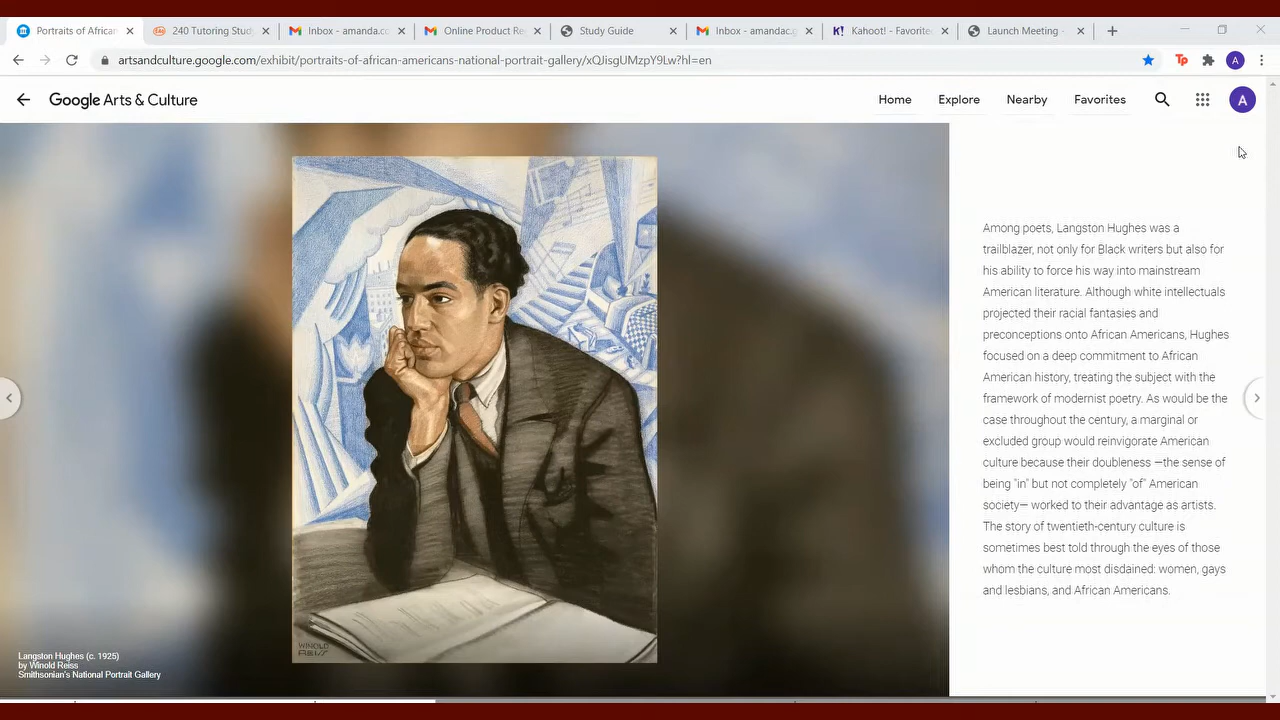 Portraits of African
240 Tutoring Stud
Inbox - amanda.cc
Online Product Re
Study Guide
Inbox - amandac.g
Kahoot! - Favorite
Launch Meeting -
artsandculture.google.com/exhibit/portraits-of-african-americans-national-portrait-gallery/xQJisgUMzpY9Lw?hl=en
Tp
A
Google Arts & Culture
Home
Explore
Nearby
Favorites
A
Among poets, Langston Hughes was a
trailblazer, not only for Black writers but also for
his ability to force his way into mainstream
American literature. Although white intellectuals
projected their racial fantasies and
preconceptions onto African Americans, Hughes
focused on a deep commitment to African
American history, treating the subject with the
framework of modernist poetry. As would be the
case throughout the century, a marginal or
excluded group would reinvigorate American
culture because their doubleness —the sense of
being "in" but not completely "of" American
society— worked to their advantage as artists.
The story of twentieth-century culture is
sometimes best told through the eyes of those
whom the culture most disdained: women, gays
and lesbians, and African Americans.
WINOLD
REISS
Langston Hughes (c. 1925)
by Winold Reiss
Smithsonian's National Portrait Gallery